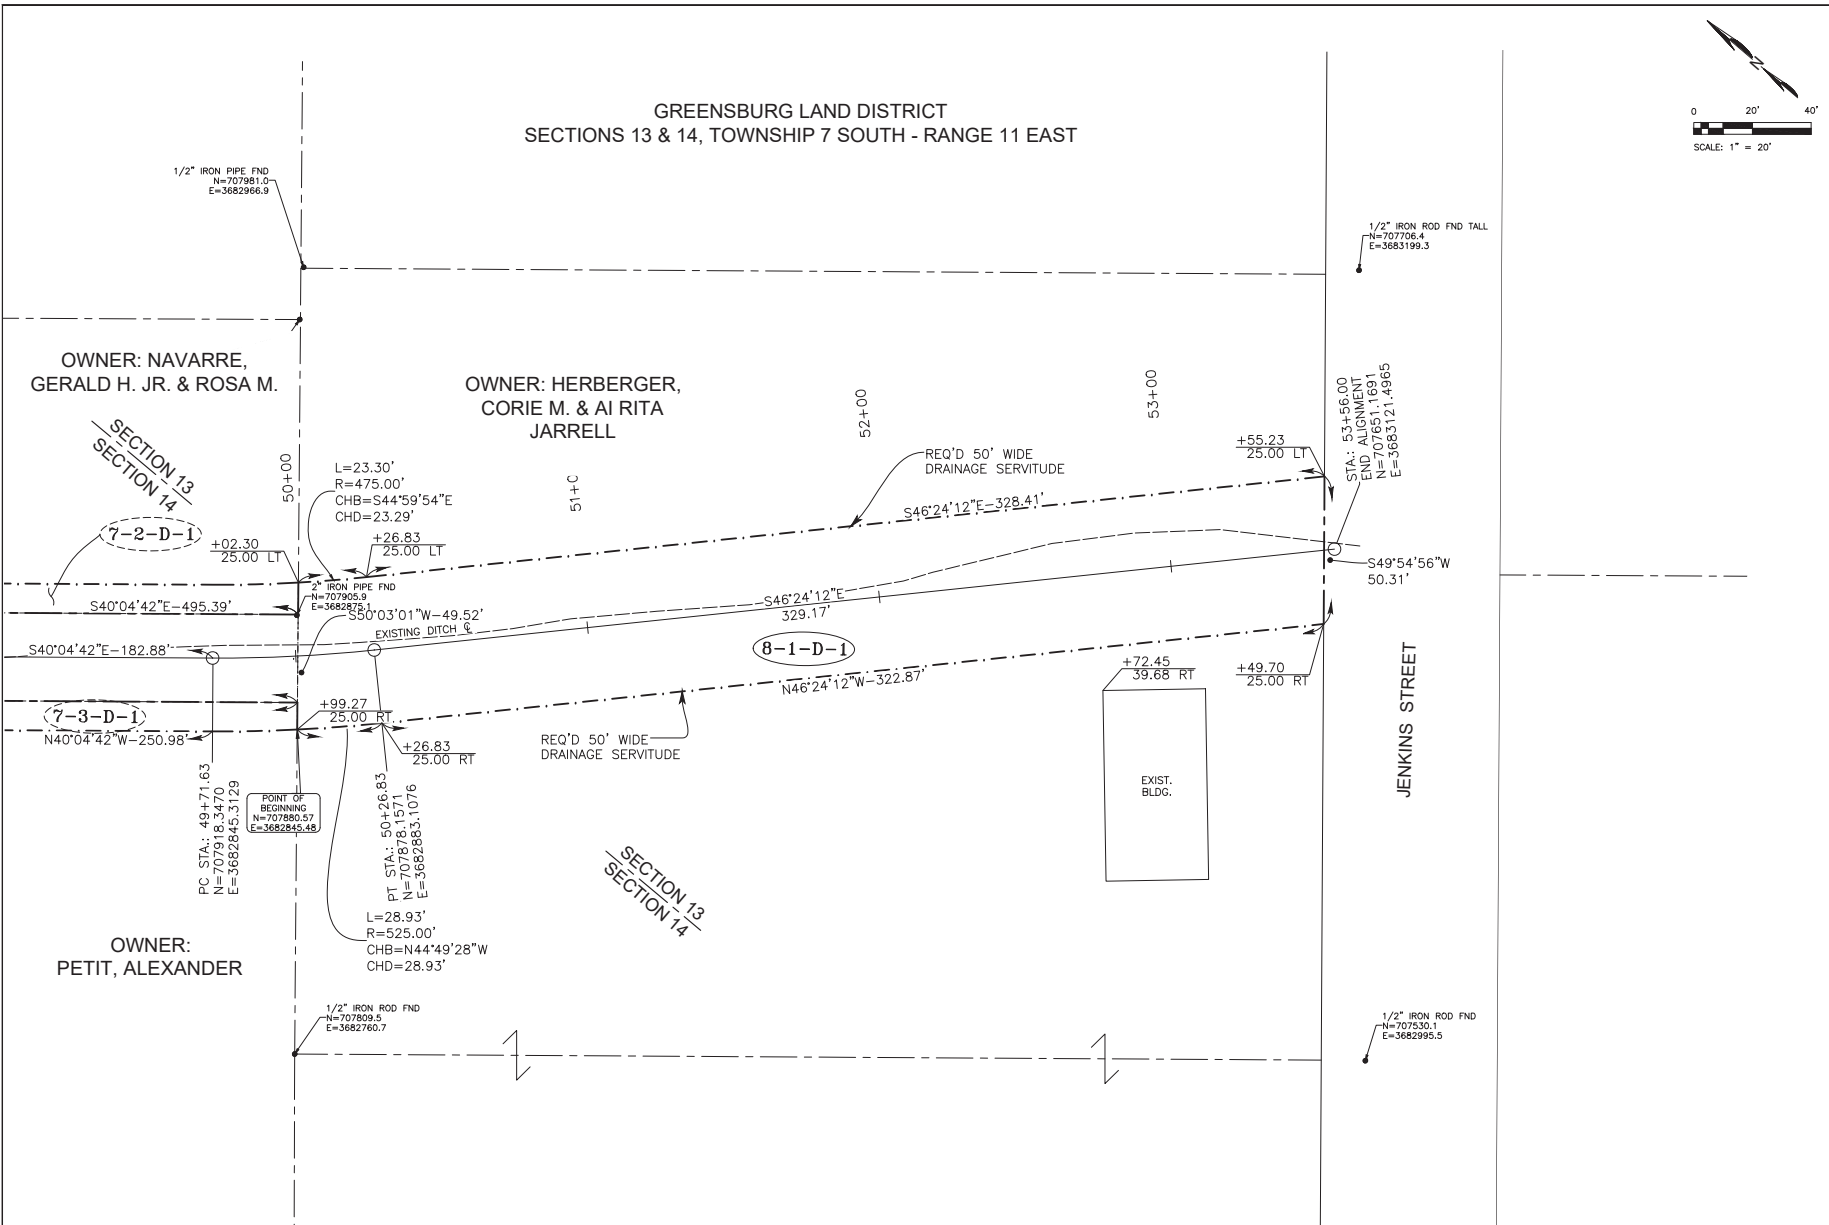 GREENSBURG LAND DISTRICT
SECTIONS 13 & 14, TOWNSHIP 7 SOUTH - RANGE 11 EAST
N
0 20' 40'
SCALE: 1" = 20'
1/2" IRON PIPE FND
N=707981.0
E=3682966.9
1/2" IRON ROD FND TALL
N=707706.4
E=3683199.3
OWNER: NAVARRE,
GERALD H. JR. & ROSA M.
OWNER: HERBERGER,
CORIE M. & AI RITA
JARRELL
SECTION 13
SECTION 14
7-2-D-1
50+00
51+0
52+00
53+00
L=23.30'
R=475.00'
CHB=S44°59'54"E
CHD=23.29'
+02.30
25.00 LT
+26.83
25.00 LT
REQ'D 50' WIDE
DRAINAGE SERVITUDE
+55.23
25.00 LT
STA.: 53+56.00
END ALIGNMENT
N=707651.1691
E=3683121.4965
S46°24'12"E-328.41'
2" IRON PIPE FND
N=707905.9
E=3682875.1
S40°04'42"E-495.39'
S50°03'01"W-49.52'
EXISTING DITCH ℄
S46°24'12"E
329.17'
S49°54'56"W
50.31'
S40°04'42"E-182.88'
8-1-D-1
+72.45
39.68 RT
+49.70
25.00 RT
N46°24'12"W-322.87'
7-3-D-1
N40°04'42"W-250.98'
+99.27
25.00 RT
+26.83
25.00 RT
REQ'D 50' WIDE
DRAINAGE SERVITUDE
JENKINS STREET
EXIST.
BLDG.
PC STA.: 49+71.63
N=707918.3470
E=3682845.3129
POINT OF
BEGINNING
N=707880.57
E=3682845.48
PT STA.: 50+26.83
N=707878.1571
E=3682883.1076
SECTION 13
SECTION 14
L=28.93'
R=525.00'
CHB=N44°49'28"W
CHD=28.93'
OWNER:
PETIT, ALEXANDER
1/2" IRON ROD FND
N=707809.5
E=3682760.7
1/2" IRON ROD FND
N=707530.1
E=3682995.5